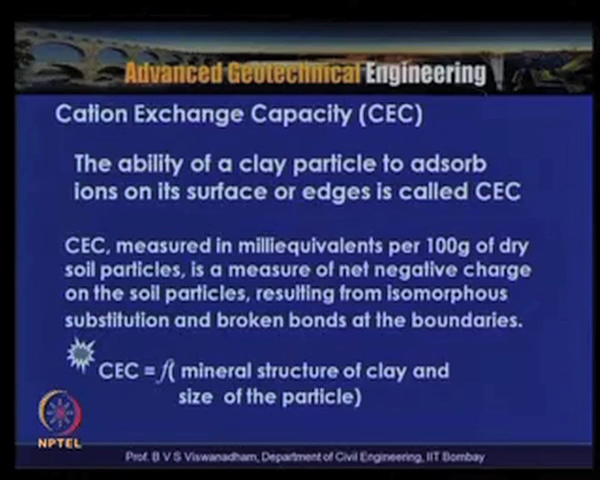 Advanced Geotechnical Engineering
Cation Exchange Capacity (CEC)
The ability of a clay particle to adsorb
ions on its surface or edges is called CEC
CEC, measured in milliequivalents per 100g of dry
soil particles, is a measure of net negative charge
on the soil particles, resulting from isomorphous
substitution and broken bonds at the boundaries.
CEC = f( mineral structure of clay and
size of the particle)
NPTEL
Prof. B V S Viswanadham, Department of Civil Engineering, IIT Bombay